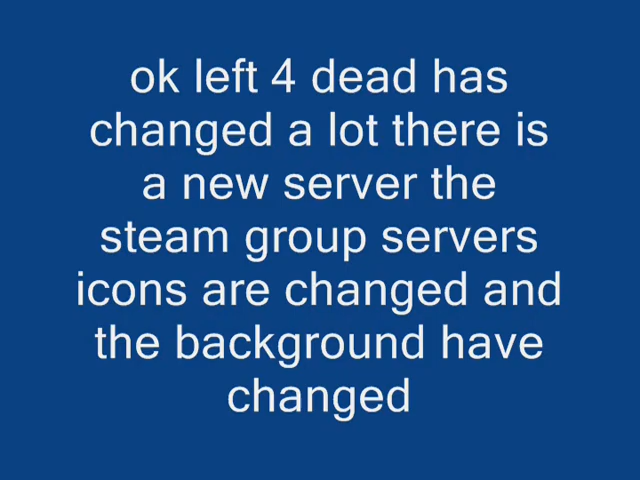 ok left 4 dead has
changed a lot there is
a new server the
steam group servers
icons are changed and
the background have
changed